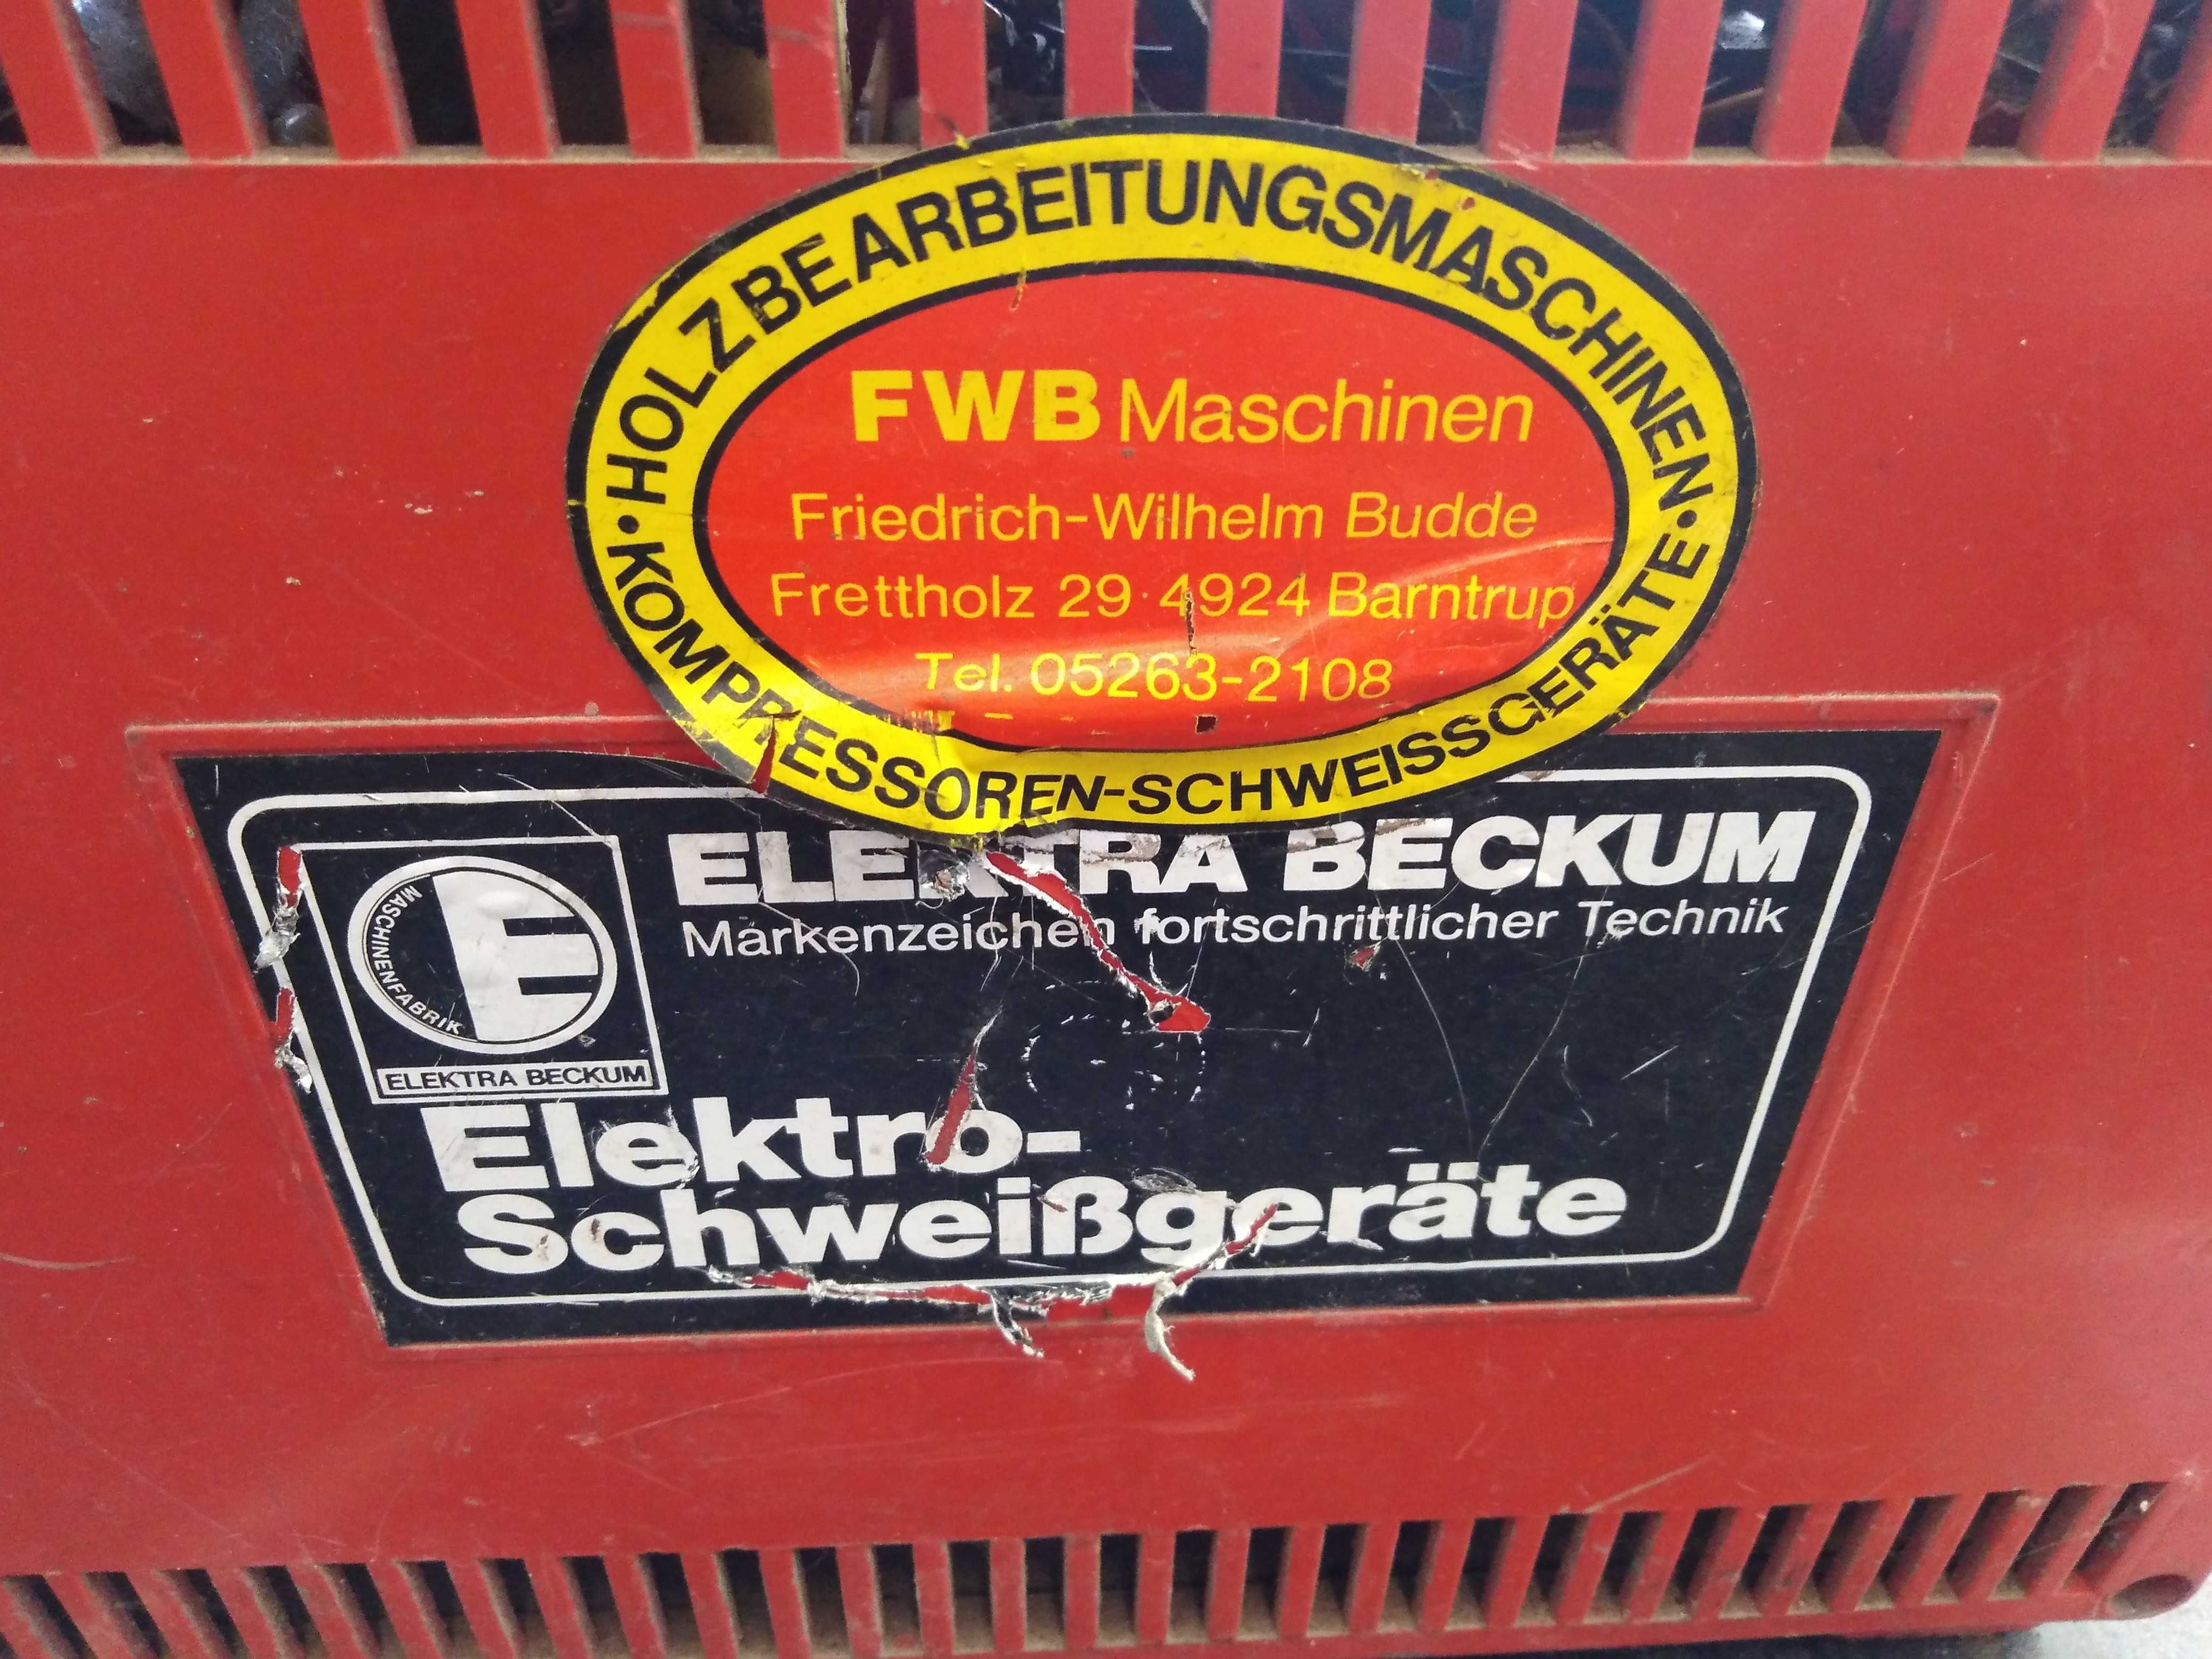 HOLZBEARBEITUNGSMASCHINEN
FWB Maschinen
Friedrich-Wilhelm Budde
Frettholz 29 · 4924 Barntrup
Tel. 05263-2108
· KOMPRESSOREN-SCHWEISSGERÄTE ·
ELEKTRA BECKUM
Markenzeichen fortschrittlicher Technik
E
MASCHINENFABRIK
ELEKTRA BECKUM
Elektro-
Schweißgeräte